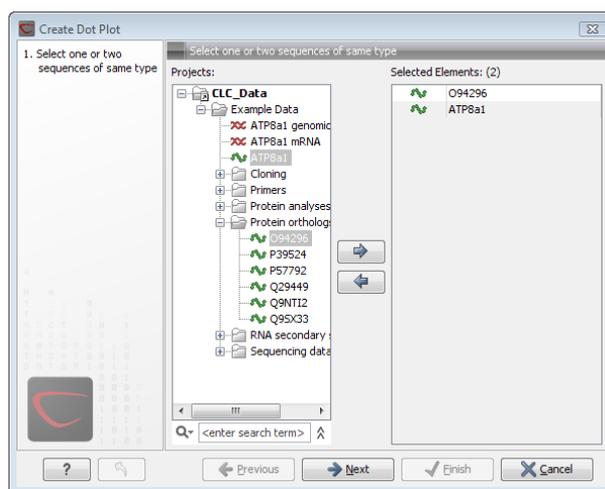 Create Dot Plot
1. Select one or two
sequences of same type
Select one or two sequences of same type
Projects:
CLC_Data
Example Data
ATP8a1 genomic
ATP8a1 mRNA
ATP8a1
Cloning
Primers
Protein analyses
Protein orthologs
O94296
P39524
P57792
Q29449
Q9NTI2
Q9SX33
RNA secondary s
Sequencing data
<enter search term>
Selected Elements: (2)
O94296
ATP8a1
?
Previous
Next
Finish
Cancel